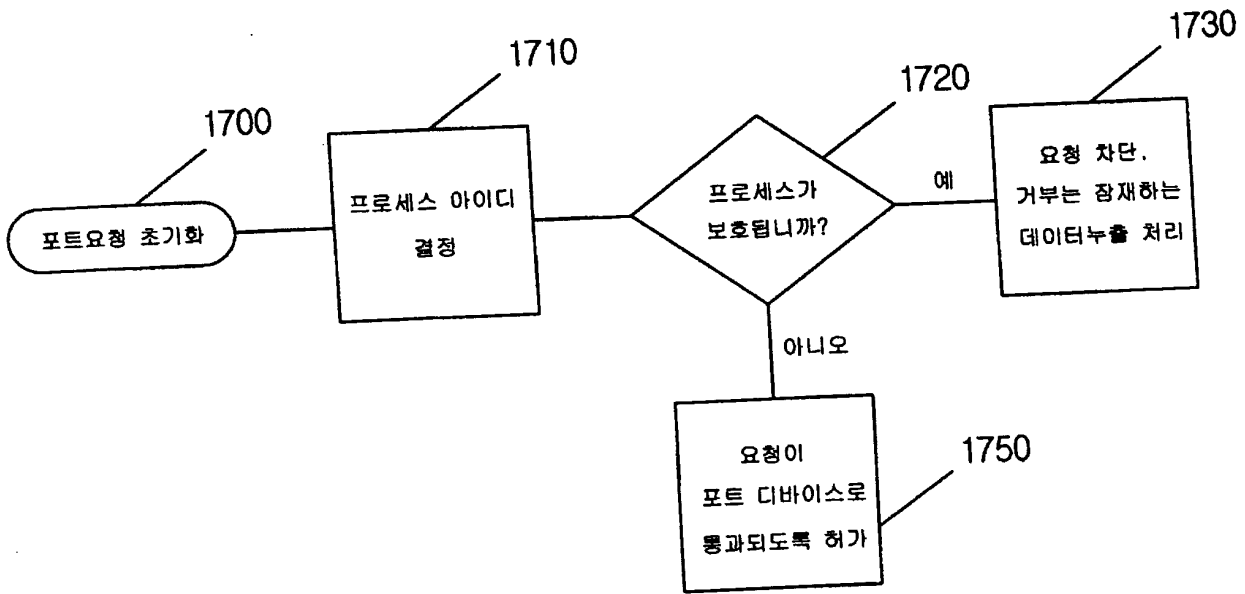 1700
포트요청 초기화
1710
프로세스 아이디
결정
1720
프로세스가
보호됩니까?
예
1730
요청 차단.
거부는 잠재하는
데이터누출 처리
아니오
1750
요청이
포트 디바이스로
통과되도록 허가